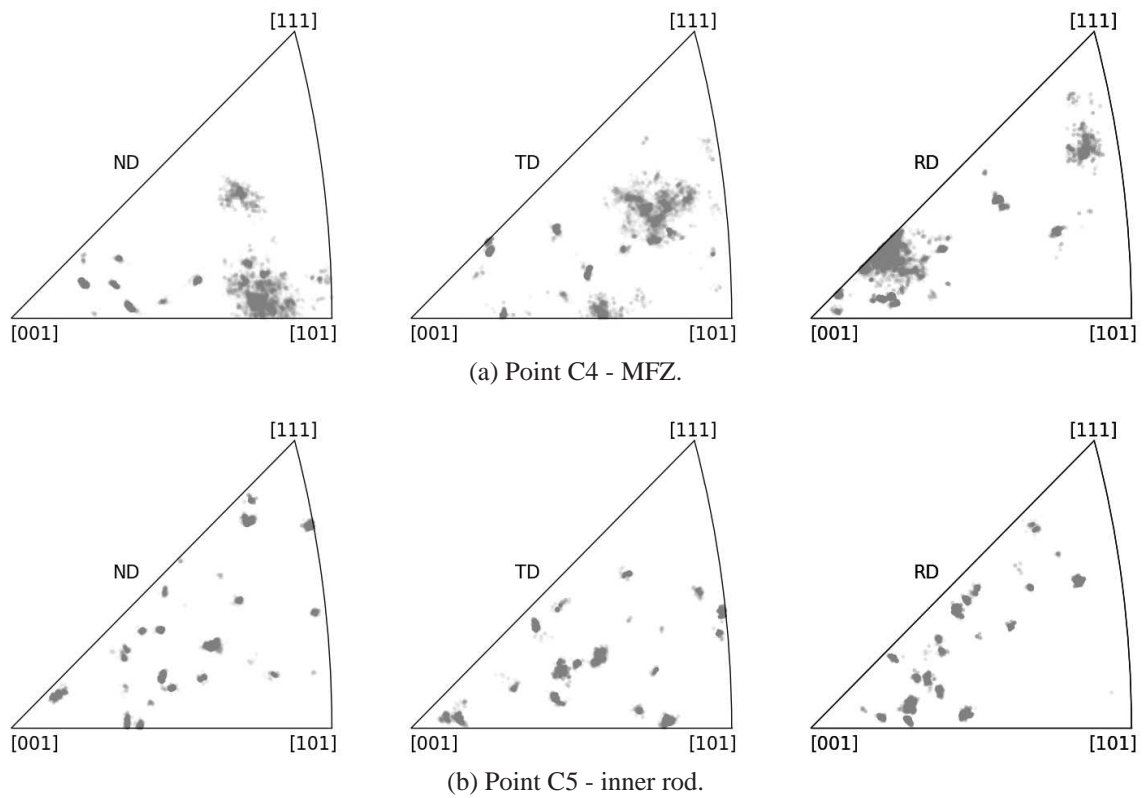 [111] [111] [111]
ND TD RD
[001] [101] [001] [101] [001] [101]
(a) Point C4 - MFZ.
[111] [111] [111]
ND TD RD
[001] [101] [001] [101] [001] [101]
(b) Point C5 - inner rod.